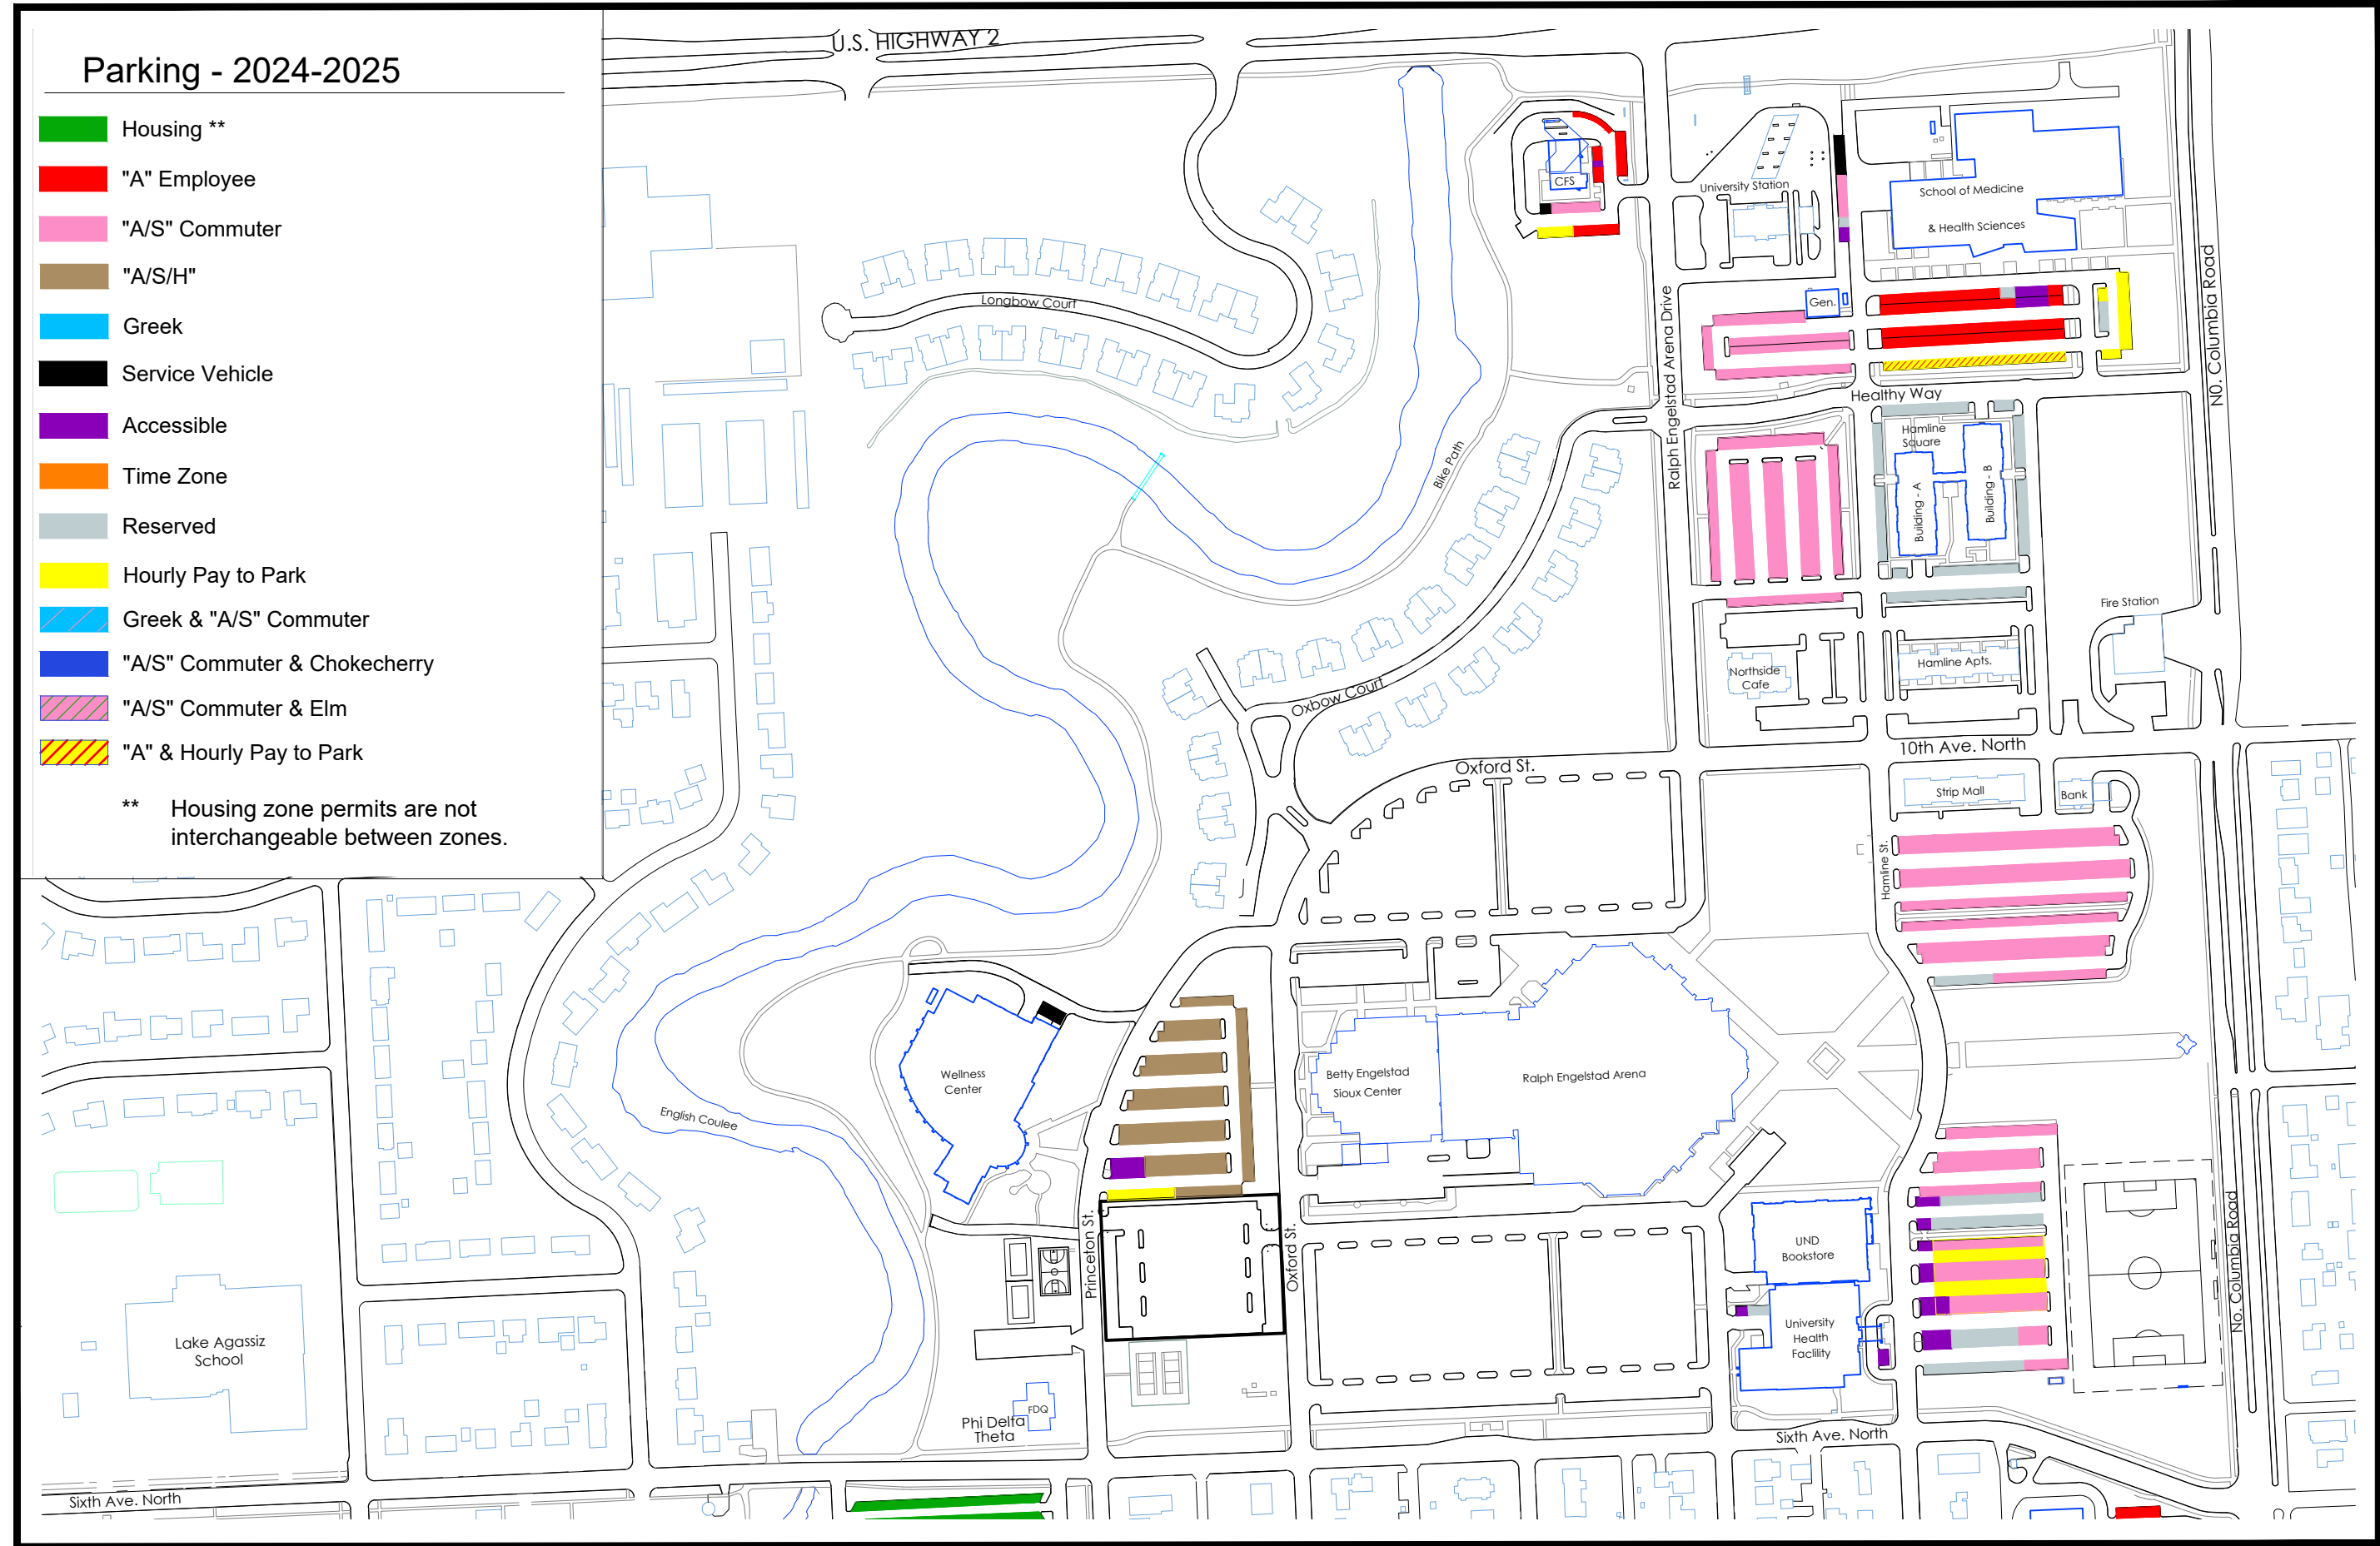 Parking - 2024-2025
Housing **
"A" Employee
"A/S" Commuter
"A/S/H"
Greek
Service Vehicle
Accessible
Time Zone
Reserved
Hourly Pay to Park
Greek & "A/S" Commuter
"A/S" Commuter & Chokecherry
"A/S" Commuter & Elm
"A" & Hourly Pay to Park
** Housing zone permits are not
interchangeable between zones.
U.S. HIGHWAY 2
CFS
University Station
School of Medicine
& Health Sciences
Longbow Court
Gen.
Ralph Engelstad Arena Drive
NO. Columbia Road
Healthy Way
Hamline
Square
Building - A
Building - B
Bike Path
Fire Station
Northside
Cafe
Hamline Apts.
Oxbow Court
10th Ave. North
Oxford St.
Strip Mall
Bank
Hamline St.
Wellness
Center
Betty Engelstad
Sioux Center
Ralph Engelstad Arena
English Coulee
Princeton St.
Oxford St.
UND
Bookstore
No. Columbia Road
University
Health
Faclility
Lake Agassiz
School
FDQ
Phi Delta
Theta
Sixth Ave. North
Sixth Ave. North